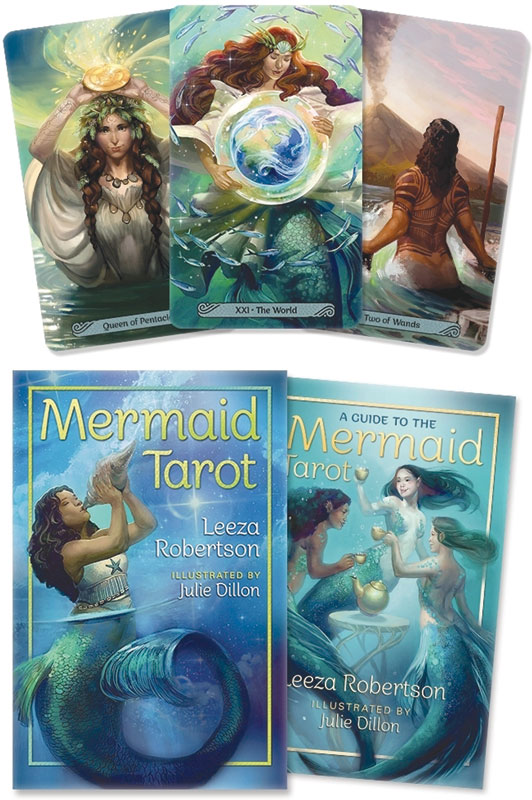 Queen of Pentacl
XXI • The World
Two of Wands
Mermaid
Tarot
Leeza
Robertson
ILLUSTRATED BY
Julie Dillon
A GUIDE TO THE
Mermaid
Tarot
Leeza Robertson
ILLUSTRATED BY
Julie Dillon